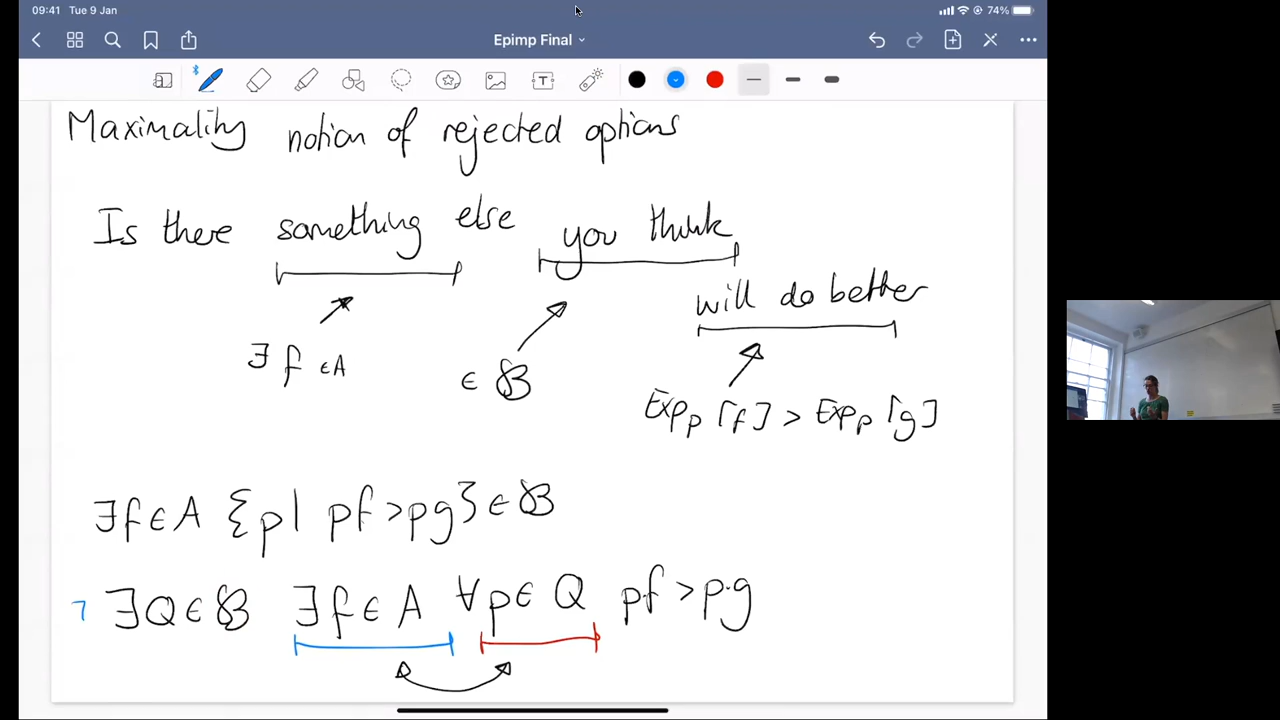 09:41 Tue 9 Jan
74%
Epimp Final
Maximality notion of rejected options
Is there something else you think
will do better
∃ f ∈ A
∈ ℬ
Exp_p [f] > Exp_p [g]
∃f∈A {p| pf > pg} ∈ ℬ
∃Q∈ℬ ∃f∈A ∀p∈Q pf > p.g